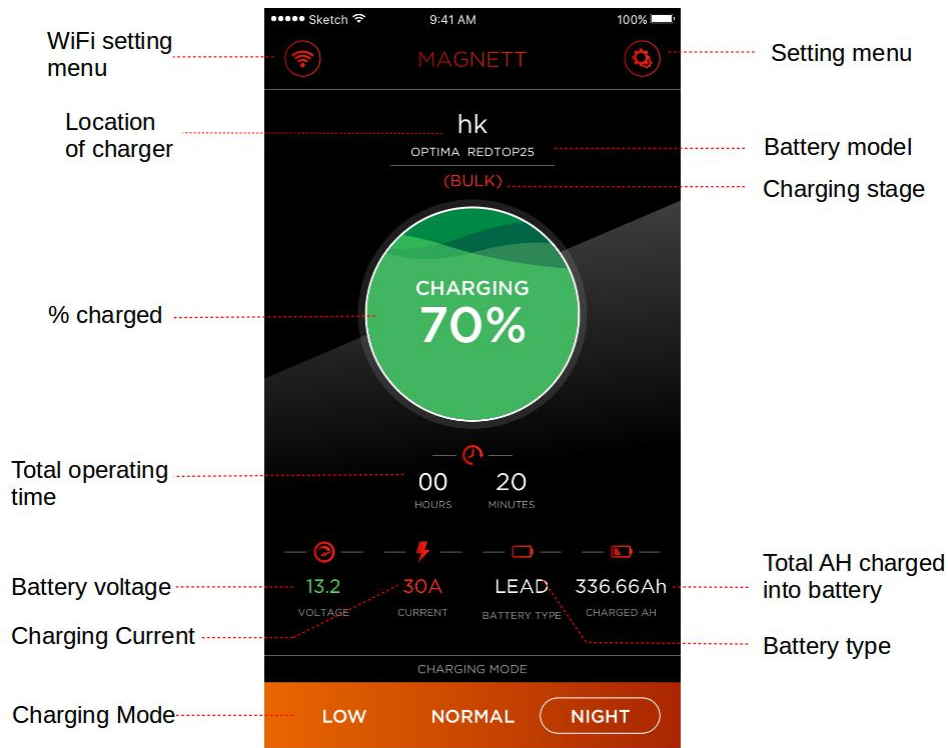 Sketch 9:41 AM 100%
WiFi setting
menu
MAGNETT
Setting menu
Location
of charger
hk
OPTIMA REDTOP25
Battery model
(BULK)
Charging stage
CHARGING
70%
% charged
Total operating
time
00 20
HOURS MINUTES
Battery voltage
13.2 30A LEAD 336.66Ah
VOLTAGE CURRENT BATTERY TYPE CHARGED AH
Total AH charged
into battery
Charging Current
Battery type
CHARGING MODE
Charging Mode
LOW NORMAL NIGHT